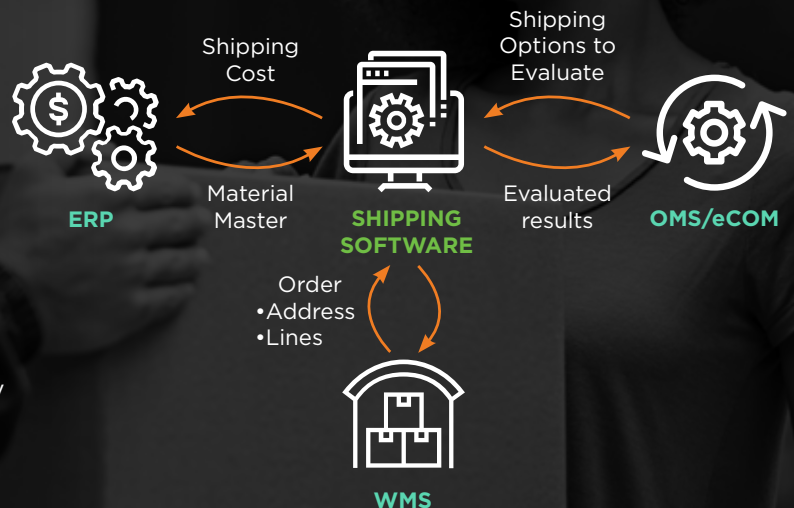 Shipping
Cost
Shipping
Options to
Evaluate
$
Material
Master
Evaluated
results
ERP
SHIPPING
SOFTWARE
OMS/eCOM
Order
•Address
•Lines
WMS